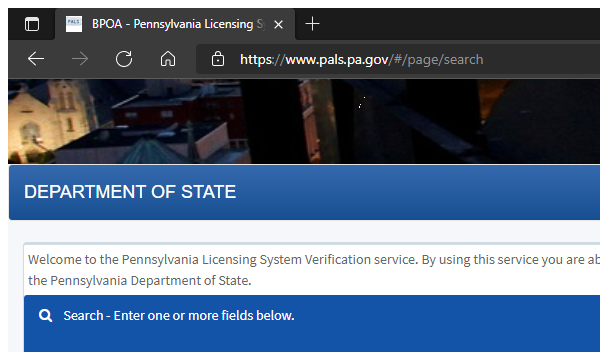 PALS
BPOA - Pennsylvania Licensing S
https://www.pals.pa.gov/#/page/search
DEPARTMENT OF STATE
Welcome to the Pennsylvania Licensing System Verification service. By using this service you are ab
the Pennsylvania Department of State.
Search - Enter one or more fields below.